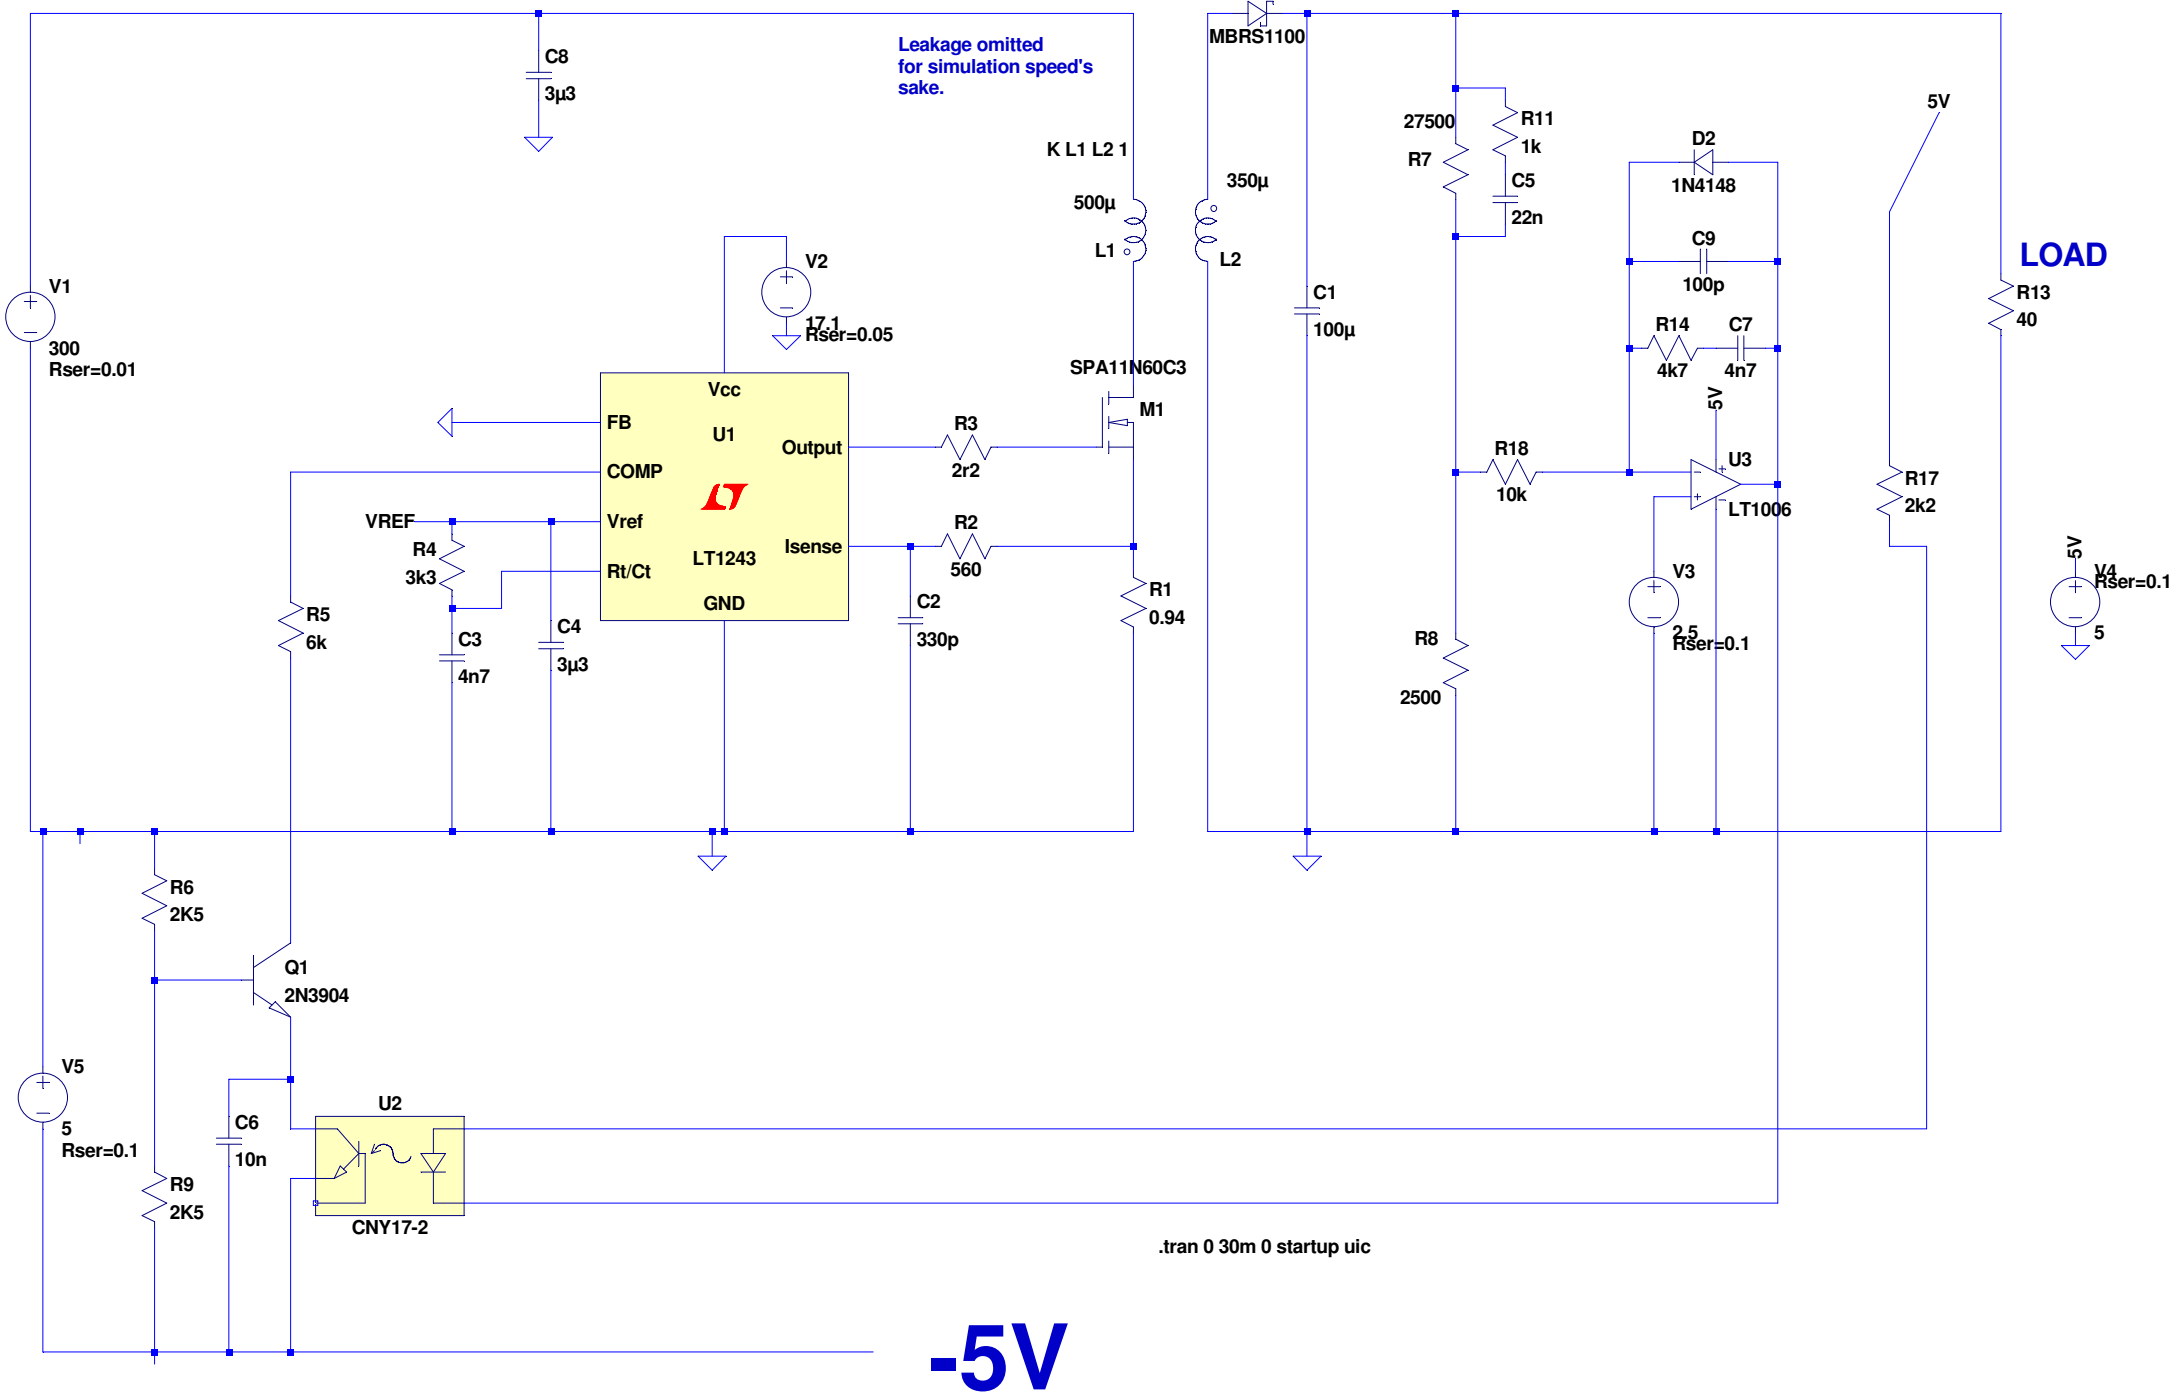 C8
3µ3
Leakage omitted
for simulation speed's
sake.
MBRS1100
5V
27500
R7
R11
1k
C5
22n
D2
1N4148
K L1 L2 1
500µ
L1
350µ
L2
C9
100p
LOAD
V1
300
Rser=0.01
V2
17.1
Rser=0.05
C1
100µ
R13
40
R14
4k7
C7
4n7
SPA11N60C3
M1
Vcc
FB
U1
Output
COMP
Vref
Isense
LT1243
Rt/Ct
GND
R3
2r2
R2
560
VREF
R4
3k3
R5
6k
C3
4n7
C4
3µ3
C2
330p
R1
0.94
5V
R18
10k
U3
LT1006
R17
2k2
V3
2.5
Rser=0.1
R8
2500
5V
V4
Rser=0.1
5
R6
2K5
Q1
2N3904
V5
5
Rser=0.1
C6
10n
R9
2K5
U2
CNY17-2
.tran 0 30m 0 startup uic
-5V